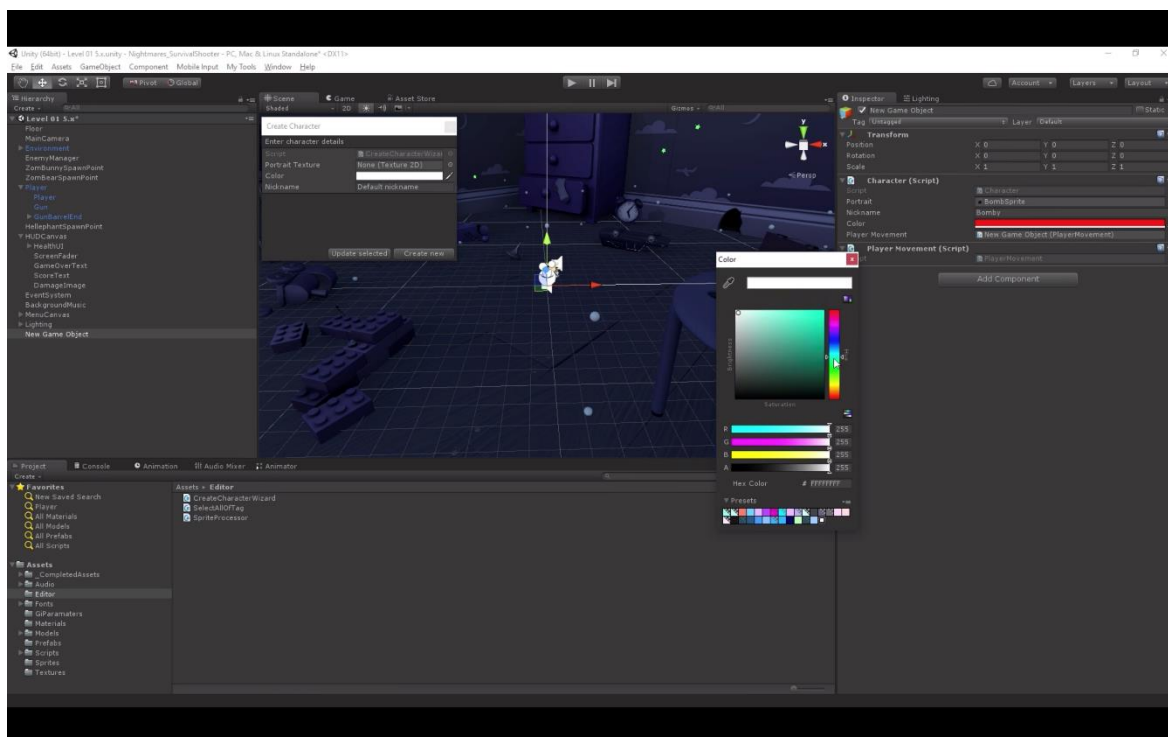 Unity (64bit) - Level 01 5.x.unity - Nightmares_SurvivalShooter - PC, Mac & Linux Standalone* <DX11>
File Edit Assets GameObject Component Mobile Input My Tools Window Help
Pivot Global Account Layers Layout
Hierarchy
Create All
Level 01 5.x*
Floor
MainCamera
Environment
EnemyManager
ZomBunnySpawnPoint
ZomBearSpawnPoint
Player
Player
Gun
GunBarrelEnd
HellephantSpawnPoint
HUDCanvas
HealthUI
ScreenFader
GameOverText
ScoreText
DamageImage
EventSystem
BackgroundMusic
MenuCanvas
Lighting
New Game Object
Scene Game Asset Store
Shaded 2D Gizmos All
y
Persp
Create Character
Enter character details
Script CreateCharacterWizar
Portrait Texture None (Texture 2D)
Color
Nickname Default nickname
Update selected Create new
Inspector Lighting
New Game Object Static
Tag Untagged Layer Default
Transform
Position X 0 Y 0 Z 0
Rotation X 0 Y 0 Z 0
Scale X 1 Y 1 Z 1
Character (Script)
Script Character
Portrait BombSprite
Nickname Bomby
Color
Player Movement New Game Object (PlayerMovement)
Player Movement (Script)
PlayerMovement
Add Component
Color
Brightness
Hue
Saturation
R 255
G 255
B 255
A 255
Hex Color # FFFFFFFF
Presets
Project Console Animation Audio Mixer Animator
Create
Favorites
New Saved Search
Player
All Materials
All Models
All Prefabs
All Scripts
Assets
_CompletedAssets
Audio
Editor
Fonts
GiParamaters
Materials
Models
Prefabs
Scripts
Sprites
Textures
Assets Editor
CreateCharacterWizard
SelectAllOfTag
SpriteProcessor